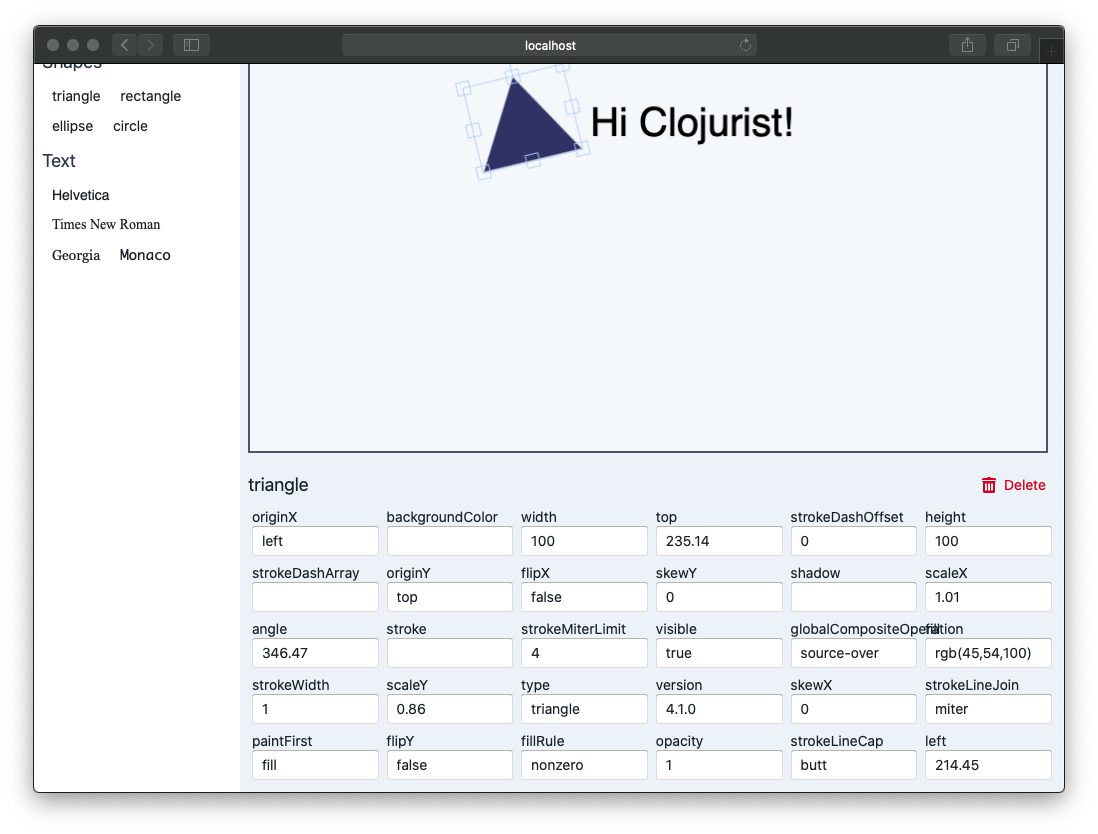 localhost
Shapes
triangle rectangle
ellipse circle
Text
Helvetica
Times New Roman
Georgia Monaco
Hi Clojurist!
triangle Delete
originX backgroundColor width top strokeDashOffset height
left 100 235.14 0 100
strokeDashArray originY flipX skewY shadow scaleX
top false 0 1.01
angle stroke strokeMiterLimit visible globalCompositeOperation fill
346.47 4 true source-over rgb(45,54,100)
strokeWidth scaleY type version skewX strokeLineJoin
1 0.86 triangle 4.1.0 0 miter
paintFirst flipY fillRule opacity strokeLineCap left
fill false nonzero 1 butt 214.45